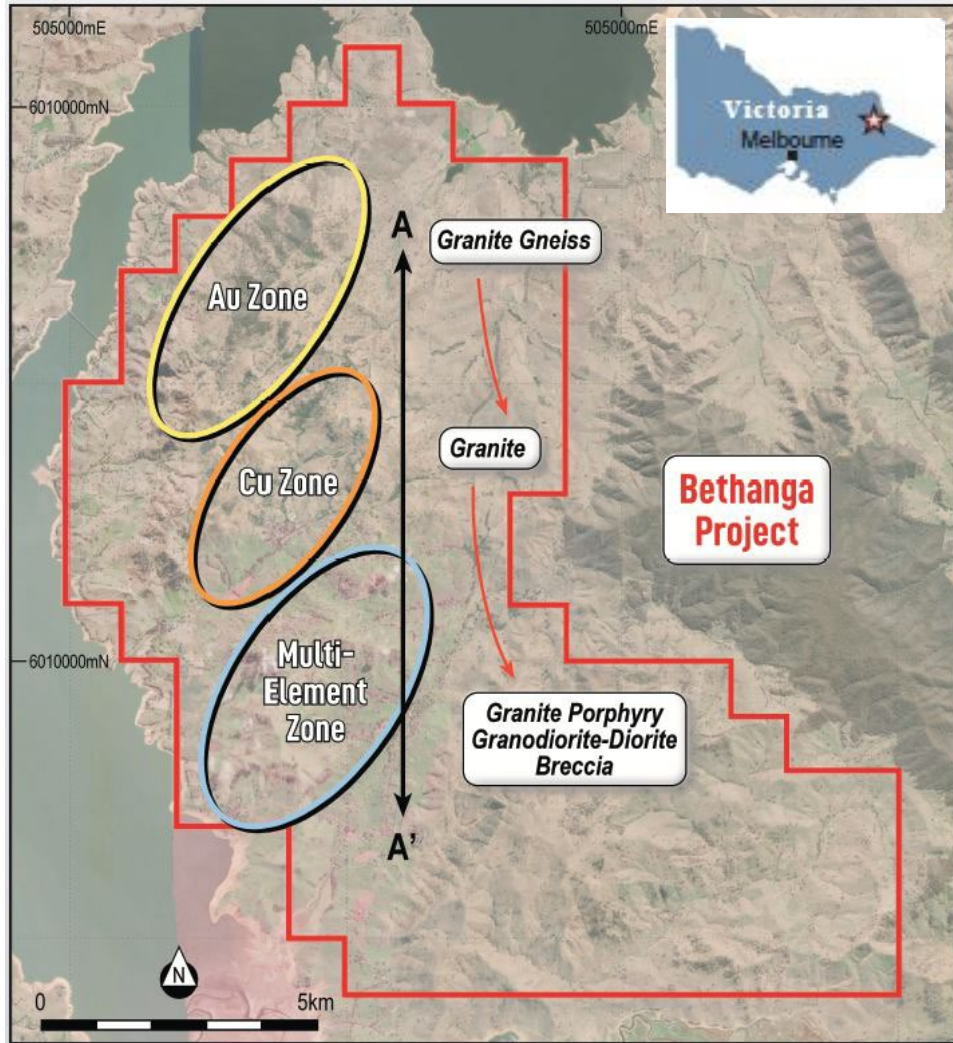 505000mE
505000mE
6010000mN
Victoria
Melbourne
A
Granite Gneiss
Au Zone
Granite
Cu Zone
Bethanga
Project
6010000mN
Multi-
Element
Zone
Granite Porphyry
Granodiorite-Diorite
Breccia
A'
N
0
5km